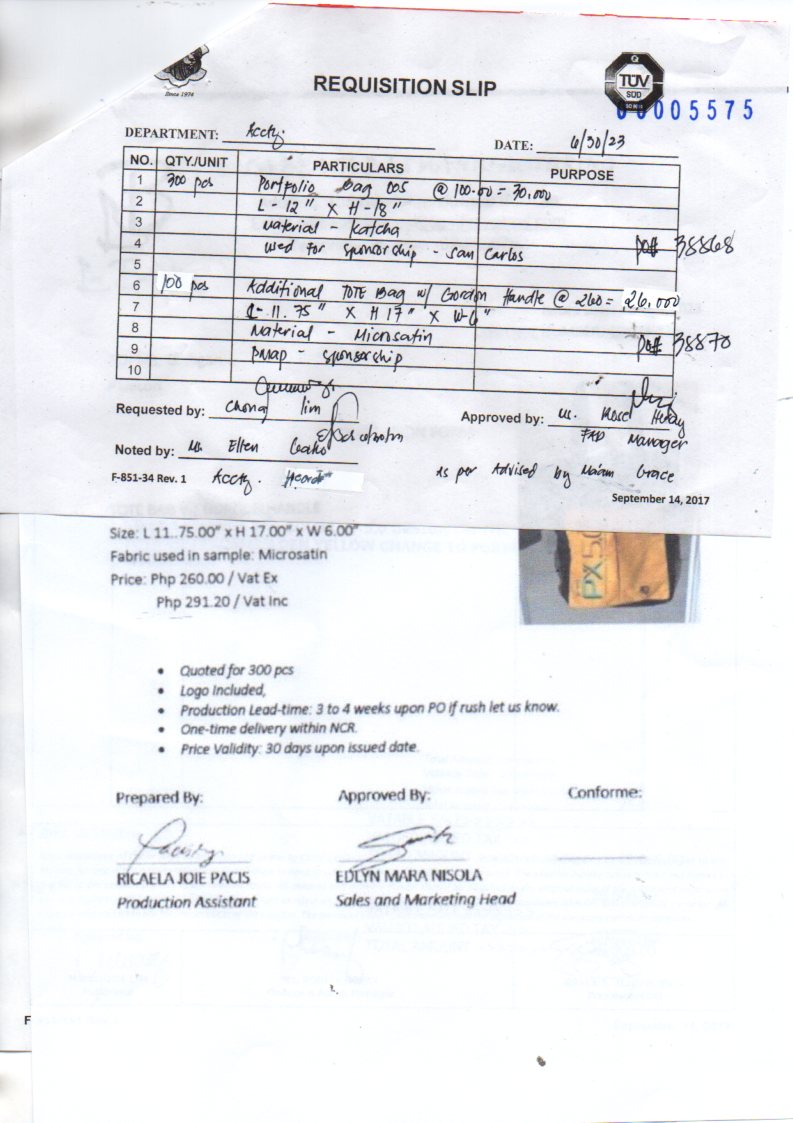 Since 1974
REQUISITION SLIP
Q
TÜV
SÜD
ISO 9001
00005575
DEPARTMENT: Acctg.
DATE: 6/30/23
NO. QTY./UNIT PARTICULARS PURPOSE
1 300 pcs Portfolio Bag 005 @ 100.00 = 30,000
2 L - 12" X H - 18"
3 Material - Katcha
4 used for sponsorship - San Carlos PO# 38868
5
6 100 pcs Additional TOTE Bag w/ Gordon Handle @ 260 = 26,000
7 L - 11.75" X H 17" X W-6"
8 Material - Microsatin
9 PMAP - sponsorship PO# 38870
10
Requested by: Chona Lim
Approved by: Ms. Rosel
FAD Manager
Noted by: Ms. Ellen
F-851-34 Rev. 1 Acctg.
As per Advised by Ma'am Grace
September 14, 2017
Size: L 11..75.00" x H 17.00" x W 6.00"
Fabric used in sample: Microsatin
Price: Php 260.00 / Vat Ex
Php 291.20 / Vat Inc
PX5.0
• Quoted for 300 pcs
• Logo Included,
• Production Lead-time: 3 to 4 weeks upon PO if rush let us know.
• One-time delivery within NCR.
• Price Validity: 30 days upon issued date.
Prepared By: Approved By: Conforme:
RICAELA JOIE PACIS EDLYN MARA NISOLA
Production Assistant Sales and Marketing Head
F